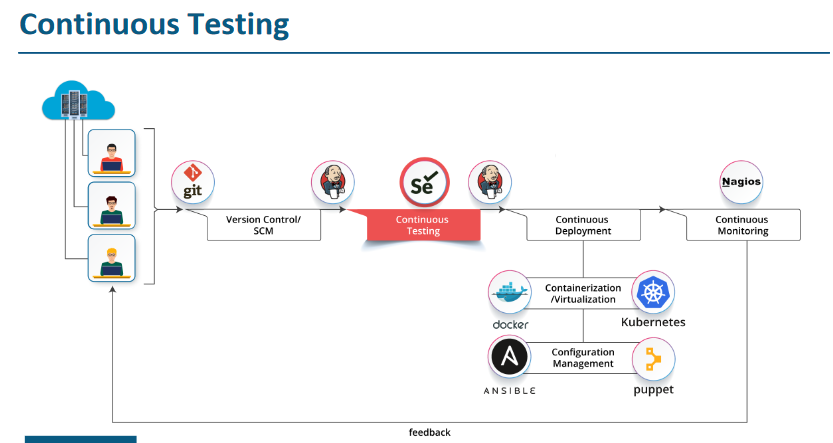 Continuous Testing
git
Se
Nagios
Version Control/
SCM
Continuous
Testing
Continuous
Deployment
Continuous
Monitoring
docker
Containerization
/Virtualization
Kubernetes
ANSIBLE
Configuration
Management
puppet
feedback